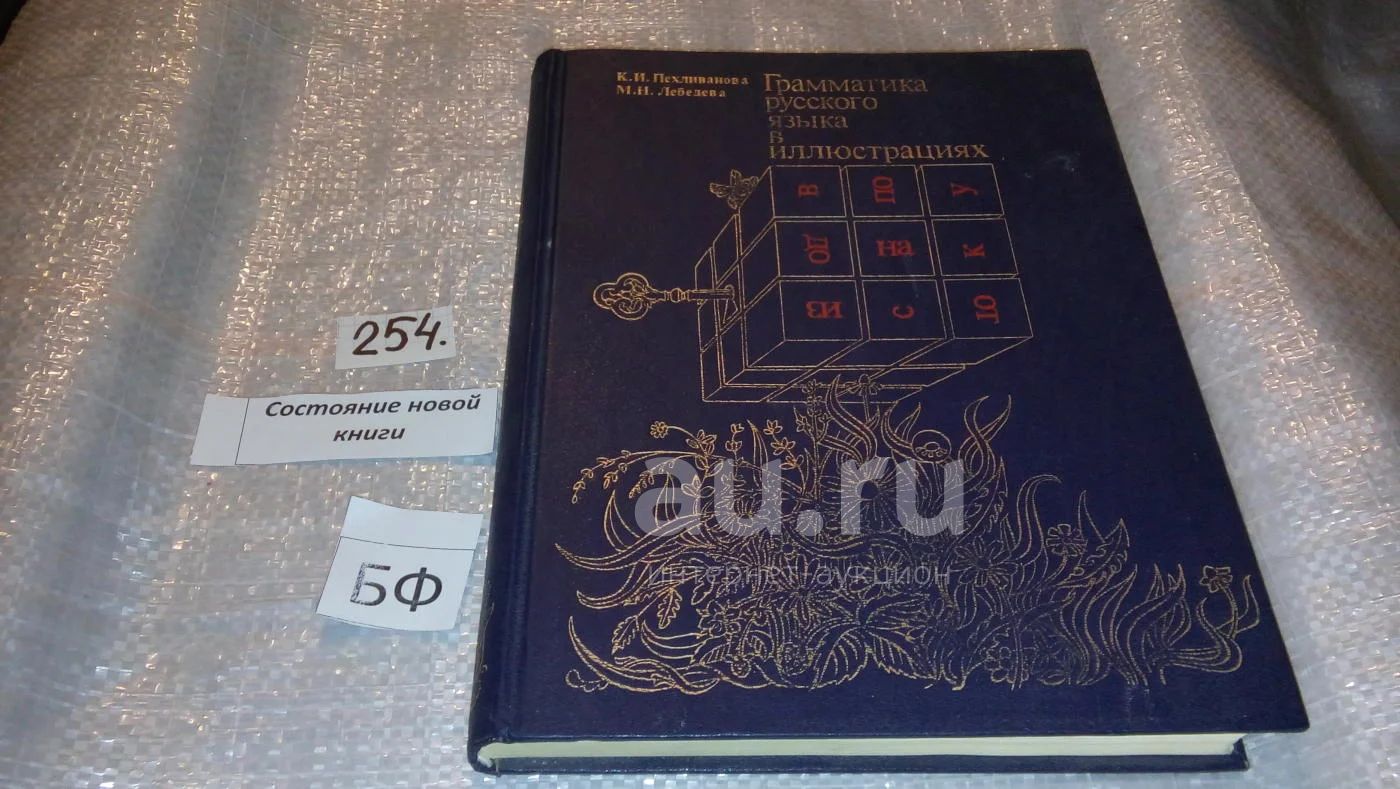 К.И. Пехливанова
М.Н. Лебедева
Грамматика
русского
языка
в
иллюстрациях
в по у
од на к
из с от
254.
Состояние новой
книги
БФ
au.ru
интернет-аукцион